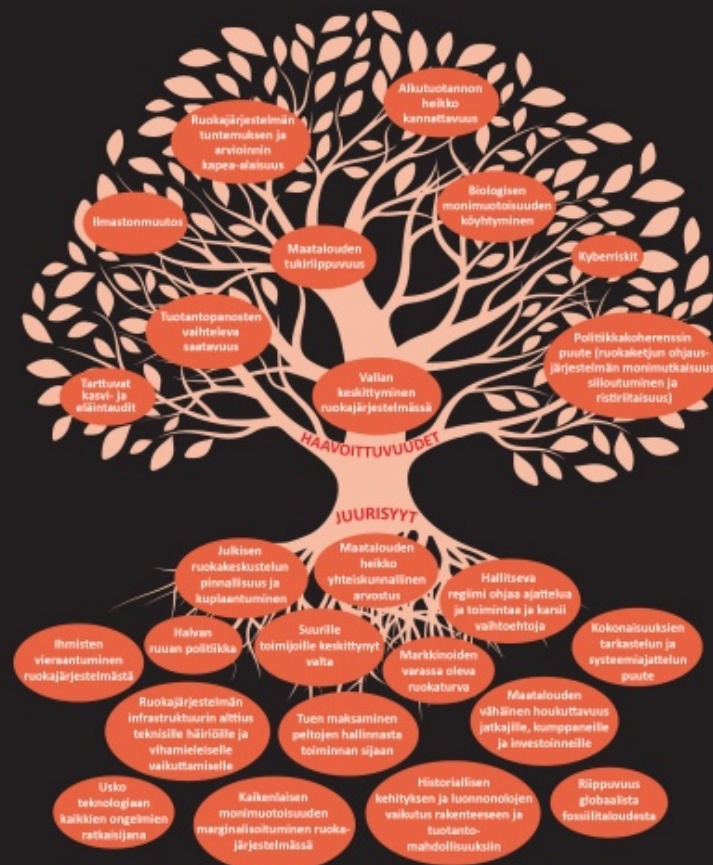 Alkutuotannon
heikko
kannattavuus
Ruokajärjestelmän
tuntemuksen ja
arvioinnin
kapea-alaisuus
Biologisen
monimuotoisuuden
köyhtyminen
Ilmastonmuutos
Maatalouden
tukiriippuvuus
Kyberriskit
Tuotantopanosten
vaihteleva
saatavuus
Politiikkakoherenssin
puute (ruokaketjun ohjaus-
järjestelmän monimutkaisuus,
siiloutuminen ja
ristiriitaisuus)
Tarttuvat
kasvi- ja
eläintaudit
Vallan
keskittyminen
ruokajärjestelmässä
HAAVOITTUVUUDET
JUURISYYT
Julkisen
ruokakeskustelun
pinnallisuus ja
kuplaantuminen
Maatalouden
heikko
yhteiskunnallinen
arvostus
Hallitseva
regiimi ohjaa ajattelua
ja toimintaa ja karsii
vaihtoehtoja
Ihmisten
vieraantuminen
ruokajärjestelmästä
Halvan
ruuan politiikka
Suurille
toimijoille keskittynyt
valta
Markkinoiden
varassa oleva
ruokaturva
Kokonaisuuksien
tarkastelun ja
systeemiajattelun
puute
Ruokajärjestelmän
infrastruktuurin alttius
teknisille häiriöille ja
vihamieleiselle
vaikuttamiselle
Tuen maksaminen
peltojen hallinnasta
toiminnan sijaan
Maatalouden
vähäinen houkuttavuus
jatkajille, kumppaneille
ja investoinneille
Usko
teknologiaan
kaikkien ongelmien
ratkaisijana
Kaikenlaisen
monimuotoisuuden
marginalisoituminen ruoka-
järjestelmässä
Historiallisen
kehityksen ja luonnonolojen
vaikutus rakenteeseen ja
tuotanto-
mahdollisuuksiin
Riippuvuus
globaalista
fossiilitaloudesta